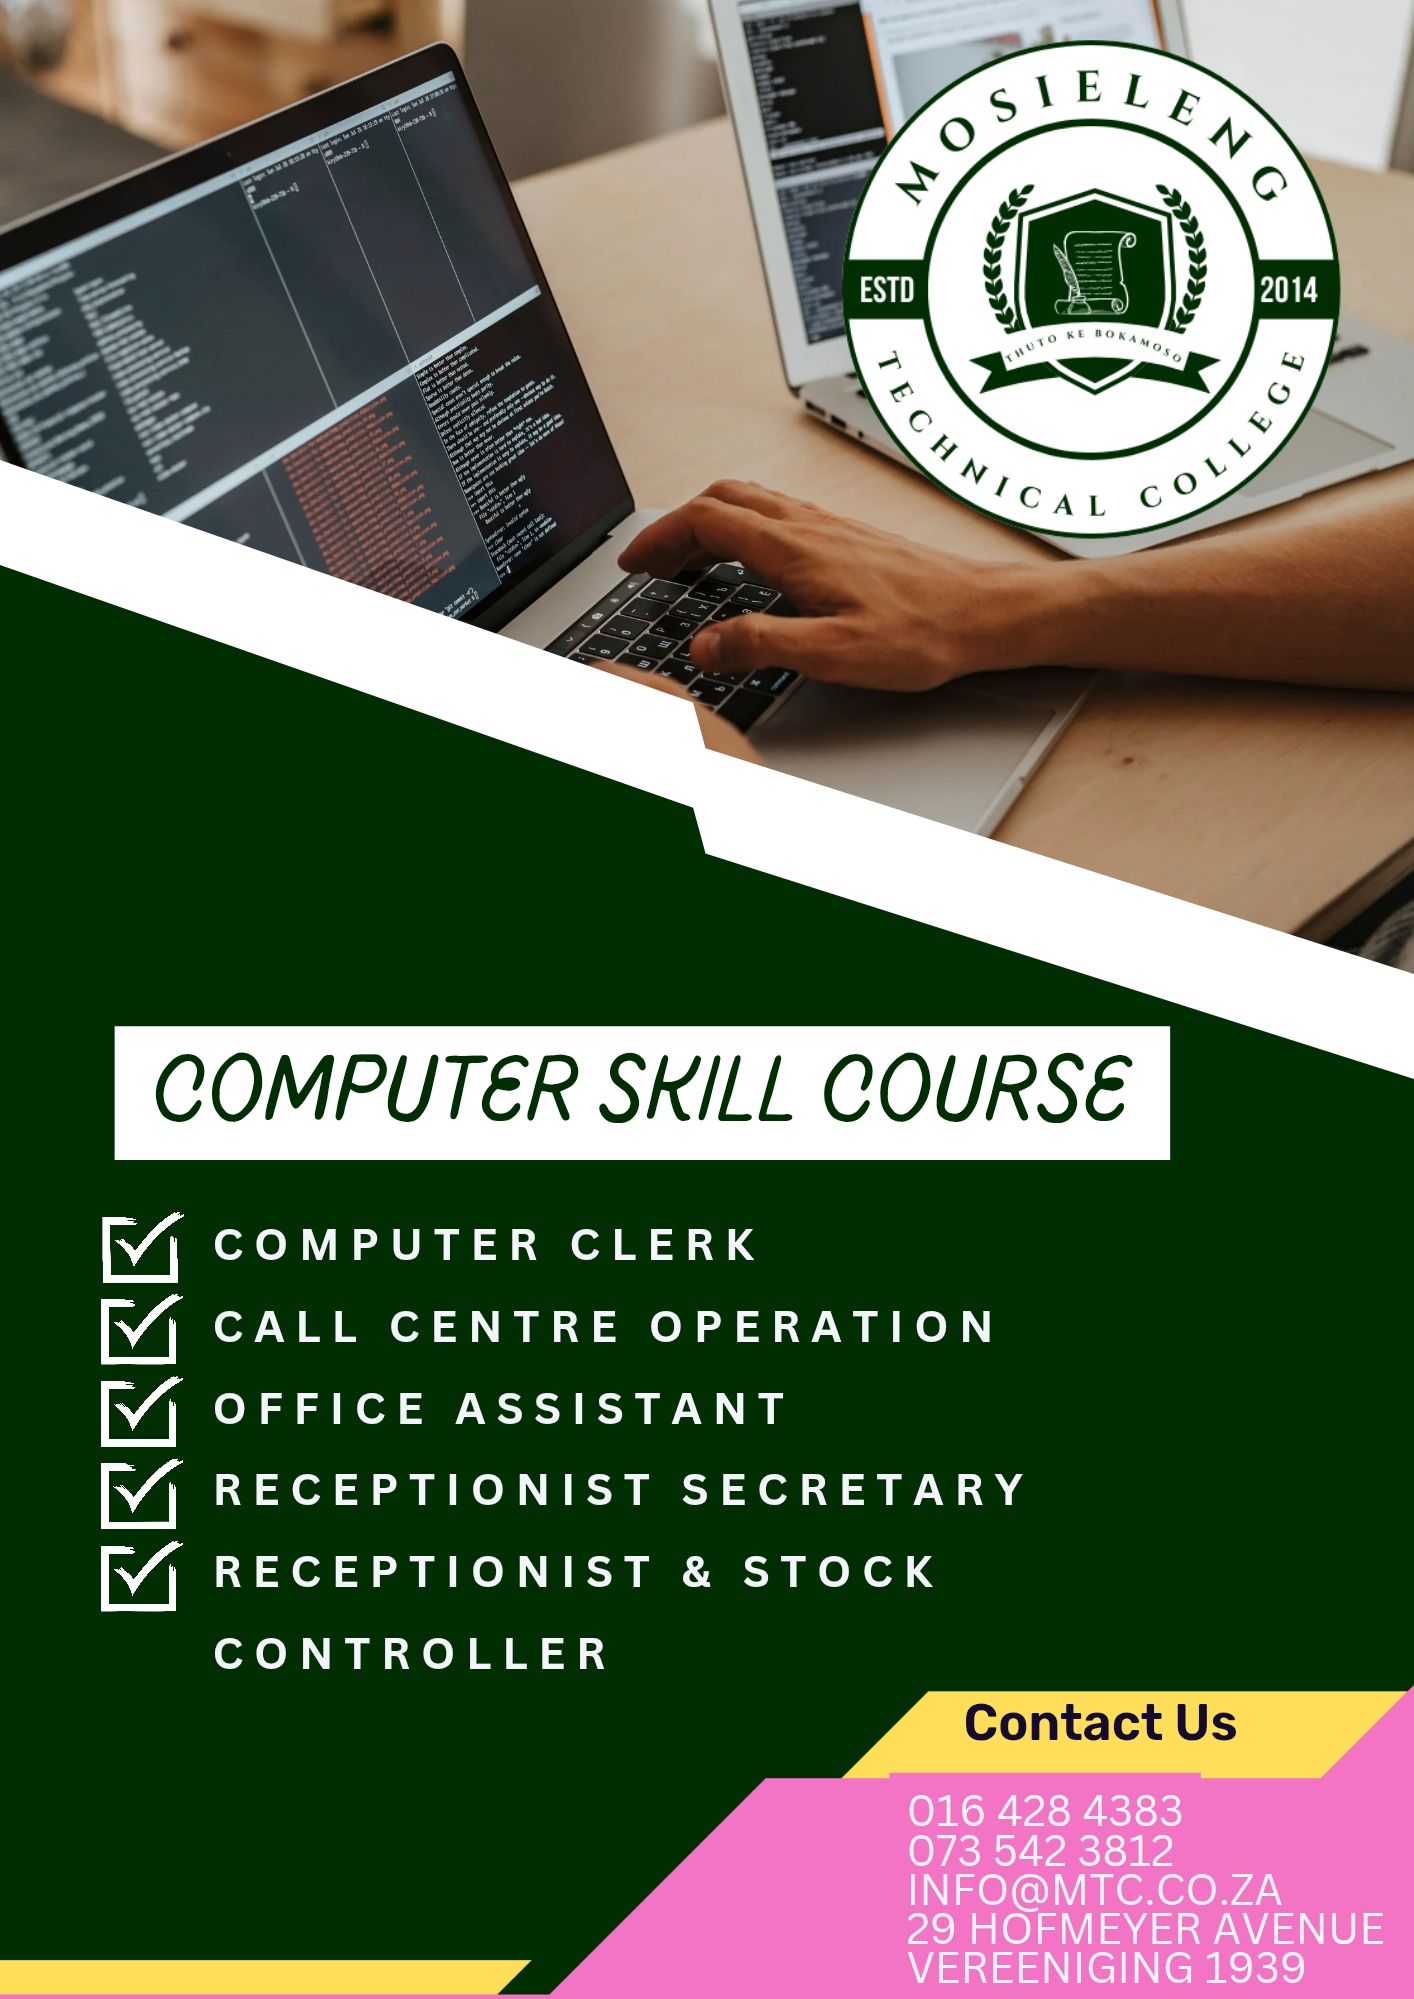 MOSIELENG
ESTD
2014
THUTO KE BOKAMOSO
TECHNICAL COLLEGE
COMPUTER SKILL COURSE
COMPUTER CLERK
CALL CENTRE OPERATION
OFFICE ASSISTANT
RECEPTIONIST SECRETARY
RECEPTIONIST & STOCK
CONTROLLER
Contact Us
016 428 4383
073 542 3812
INFO@MTC.CO.ZA
29 HOFMEYER AVENUE
VEREENIGING 1939